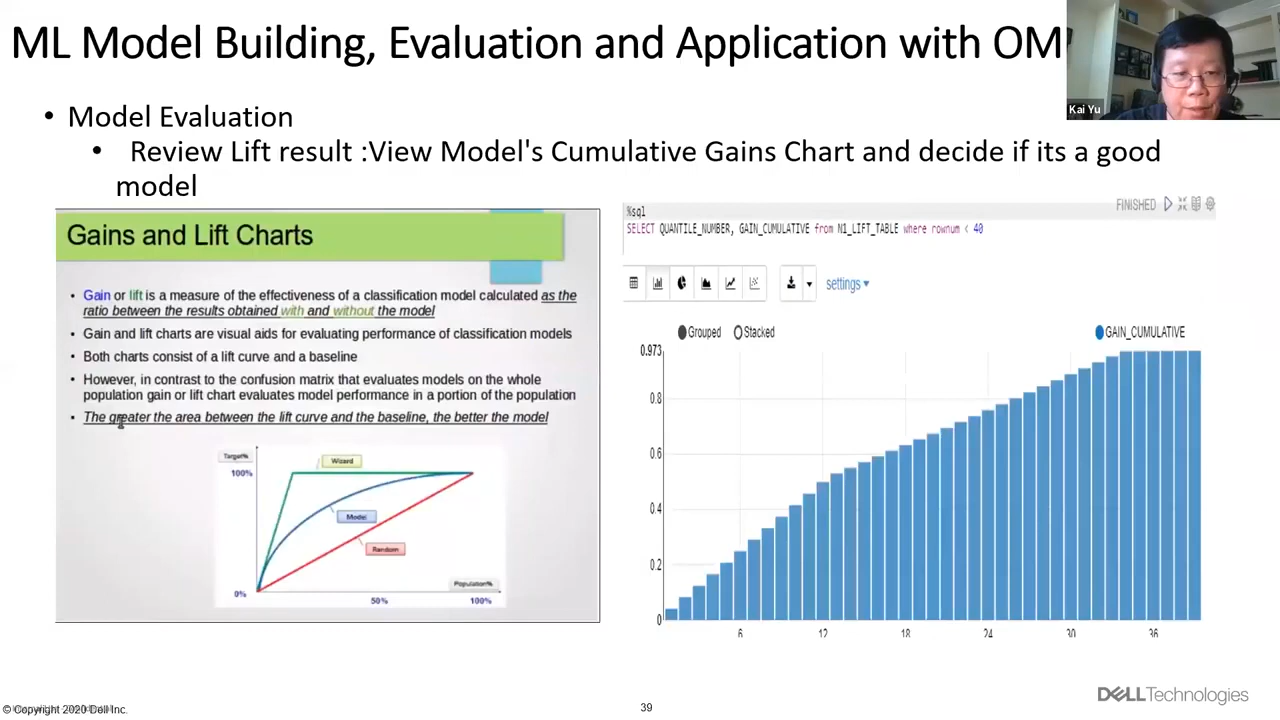 ML Model Building, Evaluation and Application with OM
Kai Yu
• Model Evaluation
• Review Lift result :View Model's Cumulative Gains Chart and decide if its a good
model
Gains and Lift Charts
• Gain or lift is a measure of the effectiveness of a classification model calculated as the
ratio between the results obtained with and without the model
• Gain and lift charts are visual aids for evaluating performance of classification models
• Both charts consist of a lift curve and a baseline
• However, in contrast to the confusion matrix that evaluates models on the whole
population gain or lift chart evaluates model performance in a portion of the population
• The greater the area between the lift curve and the baseline, the better the model
Target%
100%
Wizard
Model
Random
Population%
0%
50%
100%
%sql
FINISHED
SELECT QUANTILE_NUMBER, GAIN_CUMULATIVE from N1_LIFT_TABLE where rownum < 40
settings
Grouped
Stacked
GAIN_CUMULATIVE
0.973
0.8
0.6
0.4
0.2
0
6
12
18
24
30
36
DELLTechnologies
© Copyright 2020 Dell Inc.
39